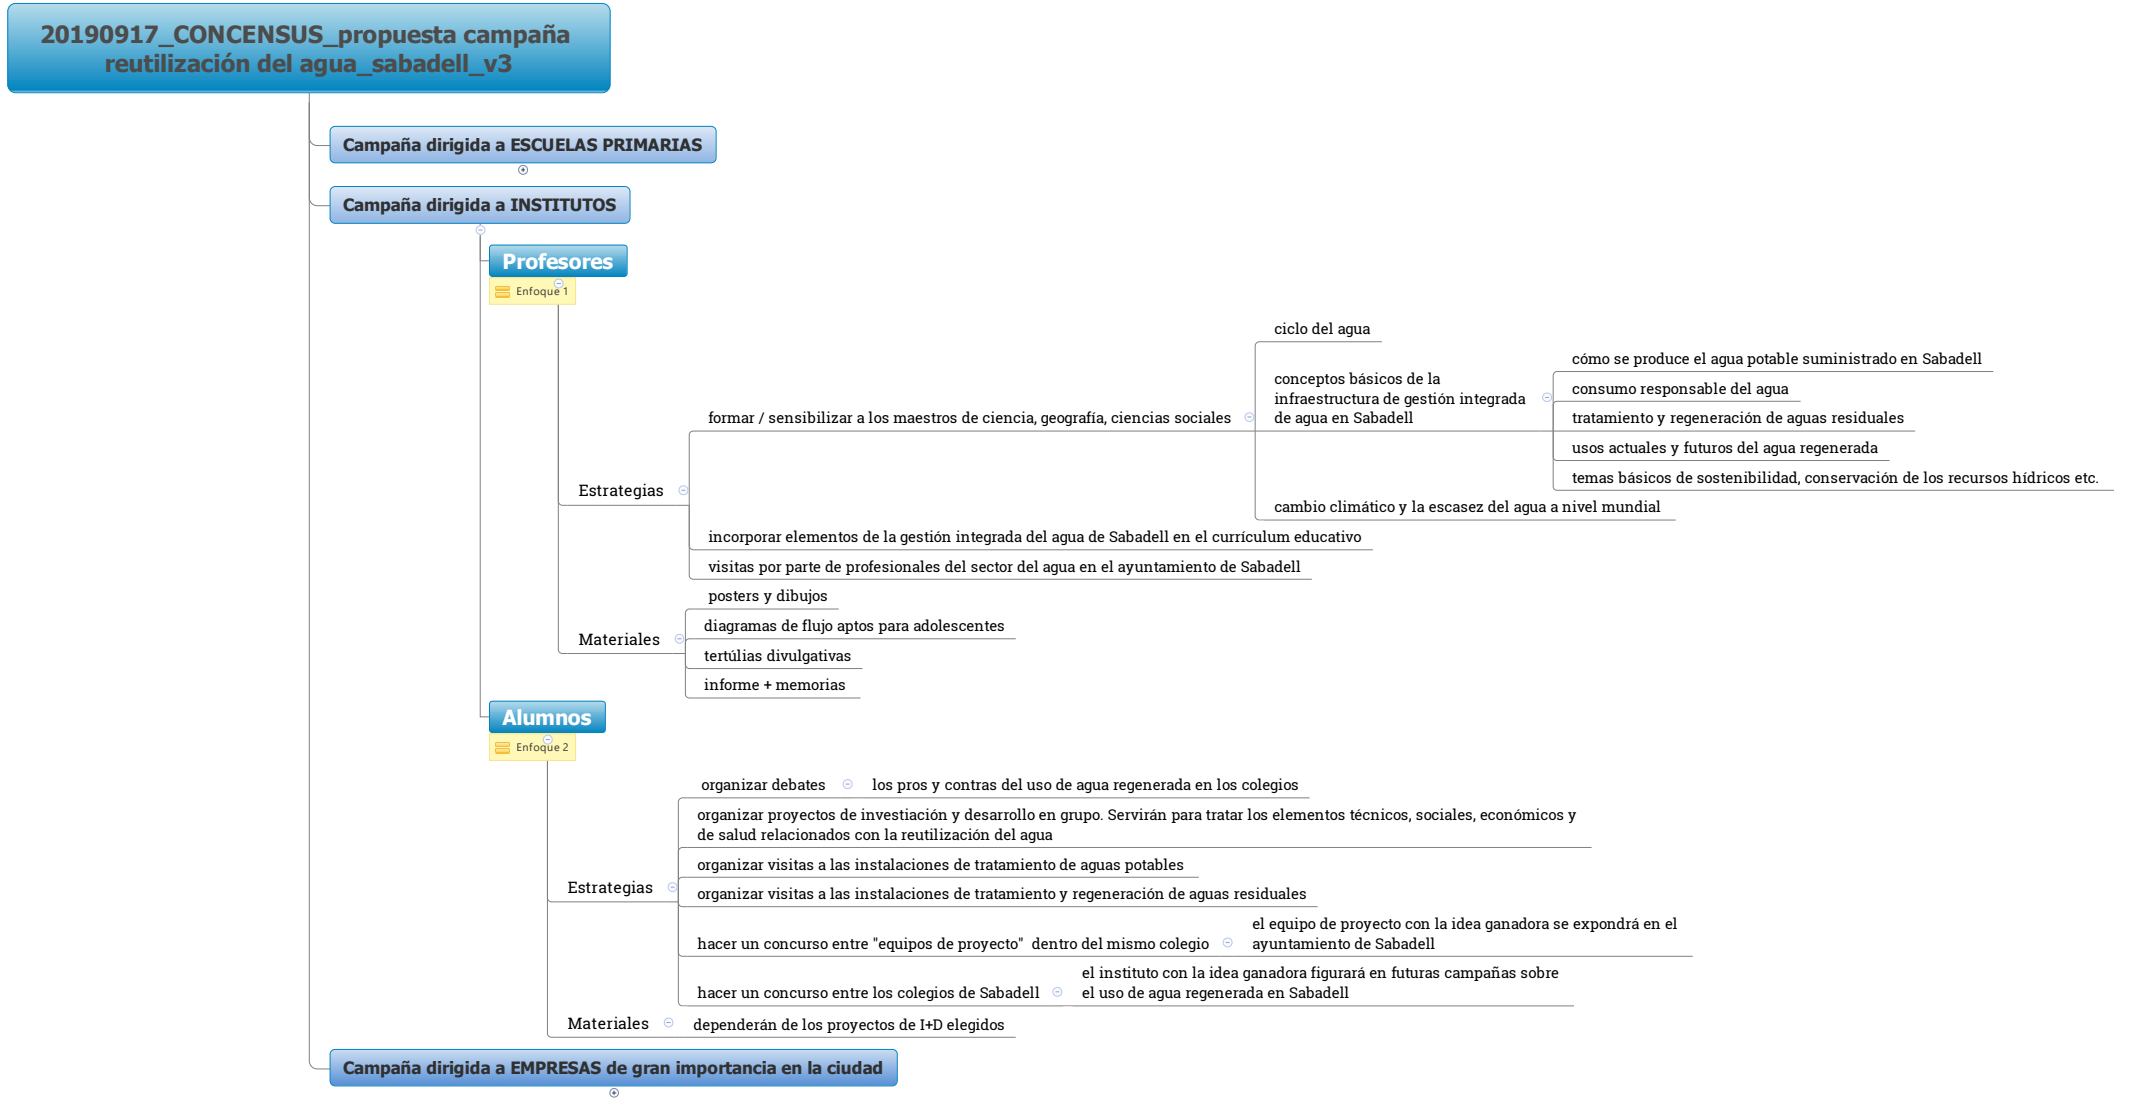 20190917_CONCENSUS_propuesta campaña
reutilización del agua_sabadell_v3
Campaña dirigida a ESCUELAS PRIMARIAS
Campaña dirigida a INSTITUTOS
Profesores
Enfoque 1
Estrategias
formar / sensibilizar a los maestros de ciencia, geografía, ciencias sociales
ciclo del agua
conceptos básicos de la
infraestructura de gestión integrada
de agua en Sabadell
cómo se produce el agua potable suministrado en Sabadell
consumo responsable del agua
tratamiento y regeneración de aguas residuales
usos actuales y futuros del agua regenerada
temas básicos de sostenibilidad, conservación de los recursos hídricos etc.
cambio climático y la escasez del agua a nivel mundial
incorporar elementos de la gestión integrada del agua de Sabadell en el currículum educativo
visitas por parte de profesionales del sector del agua en el ayuntamiento de Sabadell
Materiales
posters y dibujos
diagramas de flujo aptos para adolescentes
tertúlias divulgativas
informe + memorias
Alumnos
Enfoque 2
Estrategias
organizar debates
los pros y contras del uso de agua regenerada en los colegios
organizar proyectos de investiación y desarrollo en grupo. Servirán para tratar los elementos técnicos, sociales, económicos y
de salud relacionados con la reutilización del agua
organizar visitas a las instalaciones de tratamiento de aguas potables
organizar visitas a las instalaciones de tratamiento y regeneración de aguas residuales
hacer un concurso entre "equipos de proyecto"  dentro del mismo colegio
el equipo de proyecto con la idea ganadora se expondrá en el
ayuntamiento de Sabadell
hacer un concurso entre los colegios de Sabadell
el instituto con la idea ganadora figurará en futuras campañas sobre
el uso de agua regenerada en Sabadell
Materiales
dependerán de los proyectos de I+D elegidos
Campaña dirigida a EMPRESAS de gran importancia en la ciudad